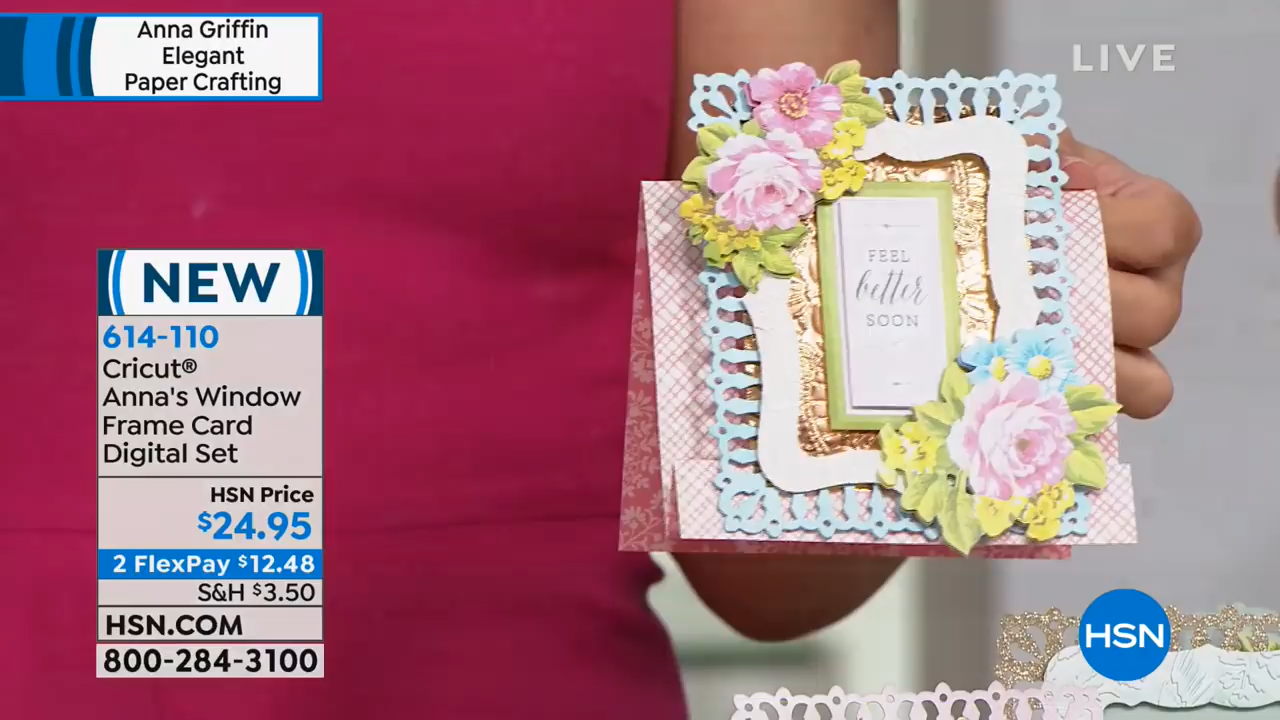 Anna Griffin
Elegant
Paper Crafting
LIVE
NEW
614-110
Cricut®
Anna's Window
Frame Card
Digital Set
HSN Price
$24.95
2 FlexPay $12.48
S&H $3.50
HSN.COM
800-284-3100
FEEL
better
SOON
HSN